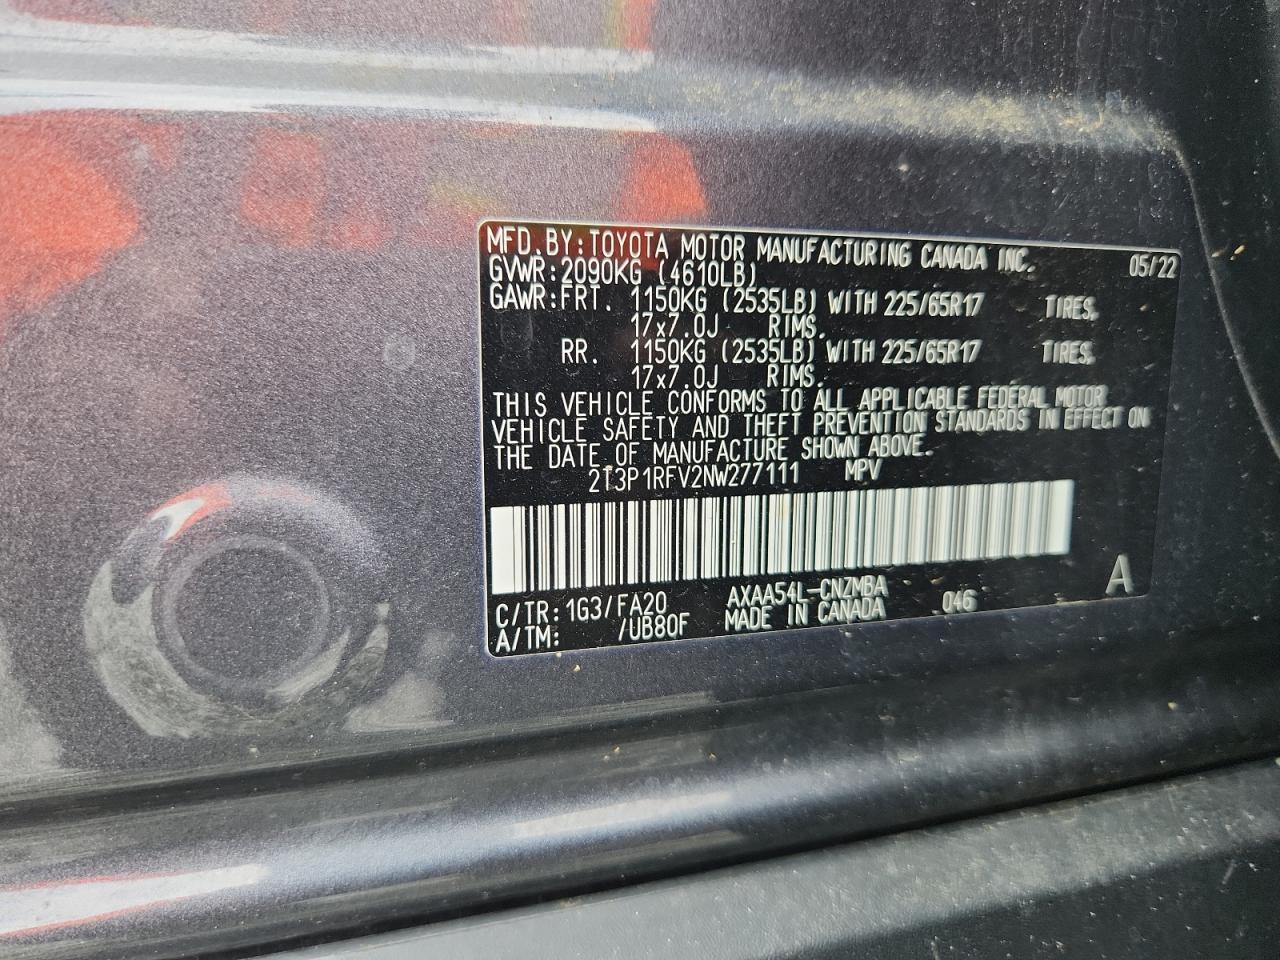 MFD.BY:TOYOTA MOTOR MANUFACTURING CANADA INC. 05/22
GVWR:2090KG (4610LB)
GAWR:FRT. 1150KG (2535LB) WITH 225/65R17 TIRES.
17x7.0J RIMS.
RR. 1150KG (2535LB) WITH 225/65R17 TIRES.
17x7.0J RIMS.
THIS VEHICLE CONFORMS TO ALL APPLICABLE FEDERAL MOTOR
VEHICLE SAFETY AND THEFT PREVENTION STANDARDS IN EFFECT ON
THE DATE OF MANUFACTURE SHOWN ABOVE.
2T3P1RFV2NW277111 MPV
C/TR: 1G3/FA20 AXAA54L-CNZMBA 046 A
A/TM: /UB80F MADE IN CANADA